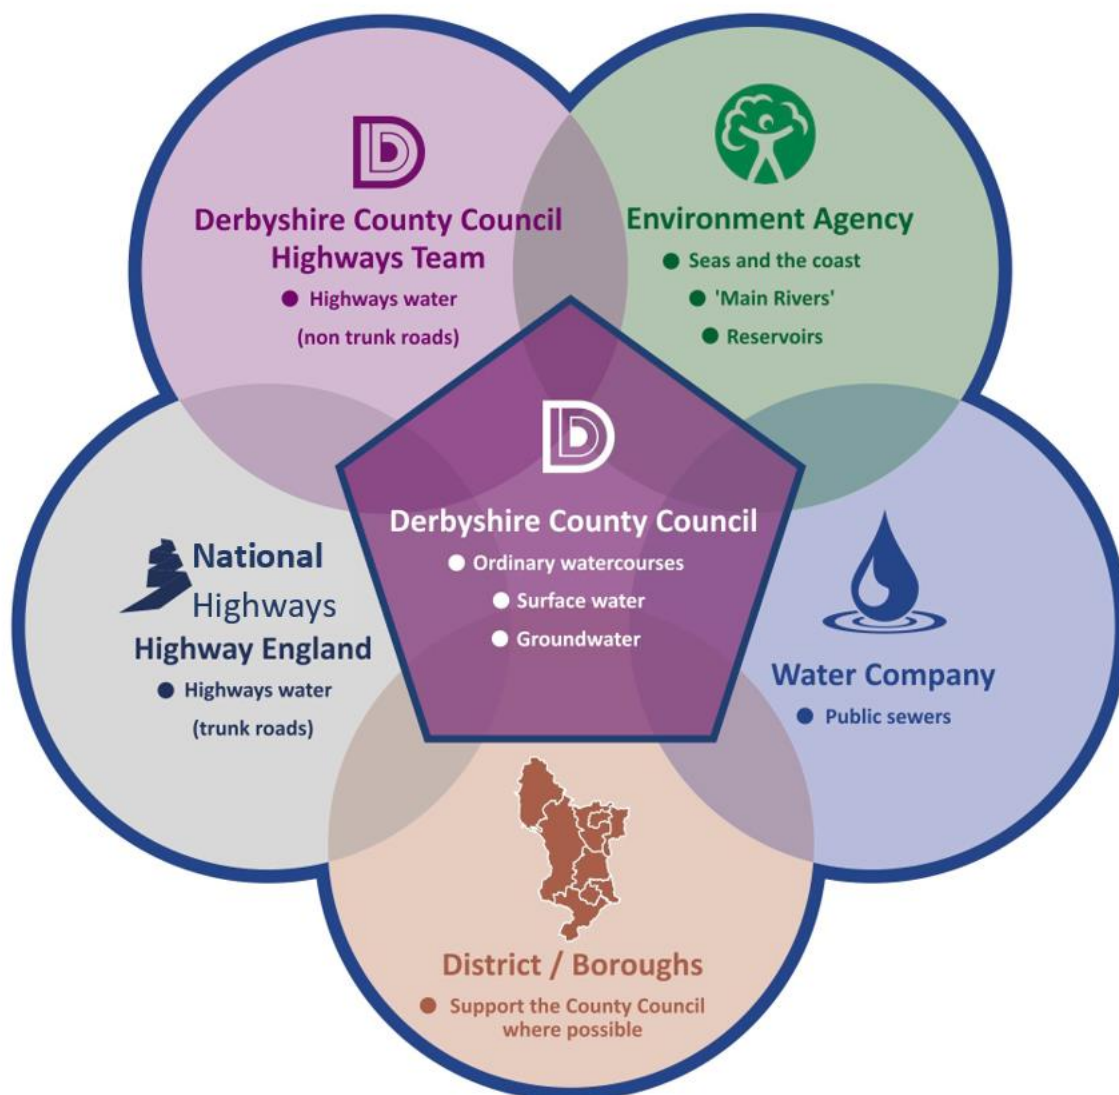 Derbyshire County Council
Highways Team
● Highways water
(non trunk roads)
Environment Agency
● Seas and the coast
● 'Main Rivers'
● Reservoirs
Derbyshire County Council
● Ordinary watercourses
● Surface water
● Groundwater
National
Highways
Highway England
● Highways water
(trunk roads)
Water Company
● Public sewers
District / Boroughs
● Support the County Council
where possible